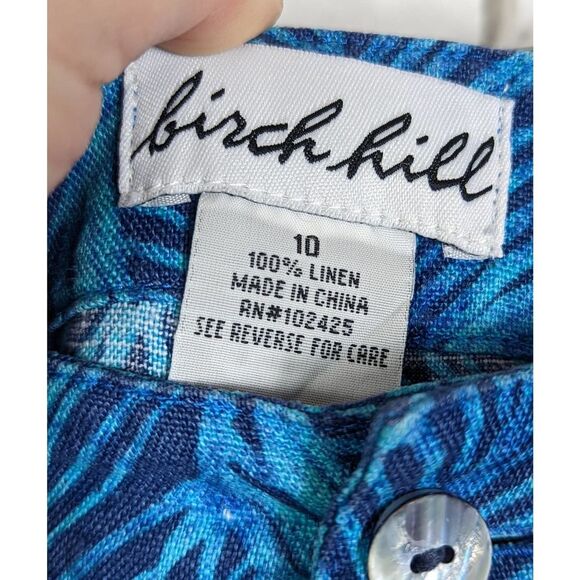 birch hill
10
100% LINEN
MADE IN CHINA
RN#102425
SEE REVERSE FOR CARE